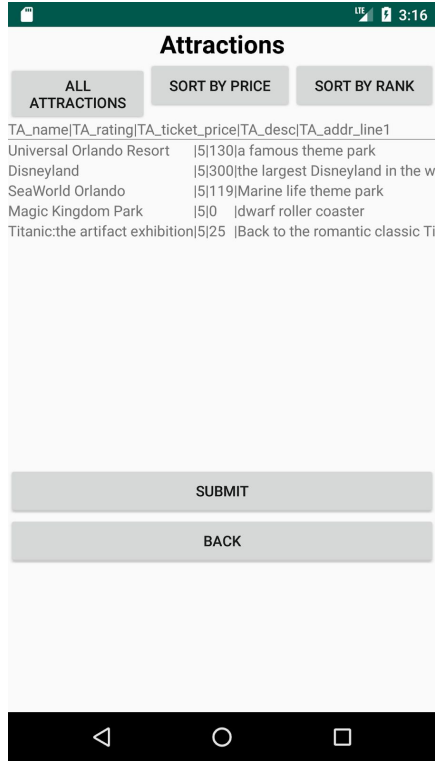 LTE 3:16
Attractions
ALL ATTRACTIONS
SORT BY PRICE
SORT BY RANK
TA_name|TA_rating|TA_ticket_price|TA_desc|TA_addr_line1
Universal Orlando Resort |5|130|a famous theme park
Disneyland |5|300|the largest Disneyland in the w
SeaWorld Orlando |5|119|Marine life theme park
Magic Kingdom Park |5|0 |dwarf roller coaster
Titanic:the artifact exhibition|5|25 |Back to the romantic classic Ti
SUBMIT
BACK